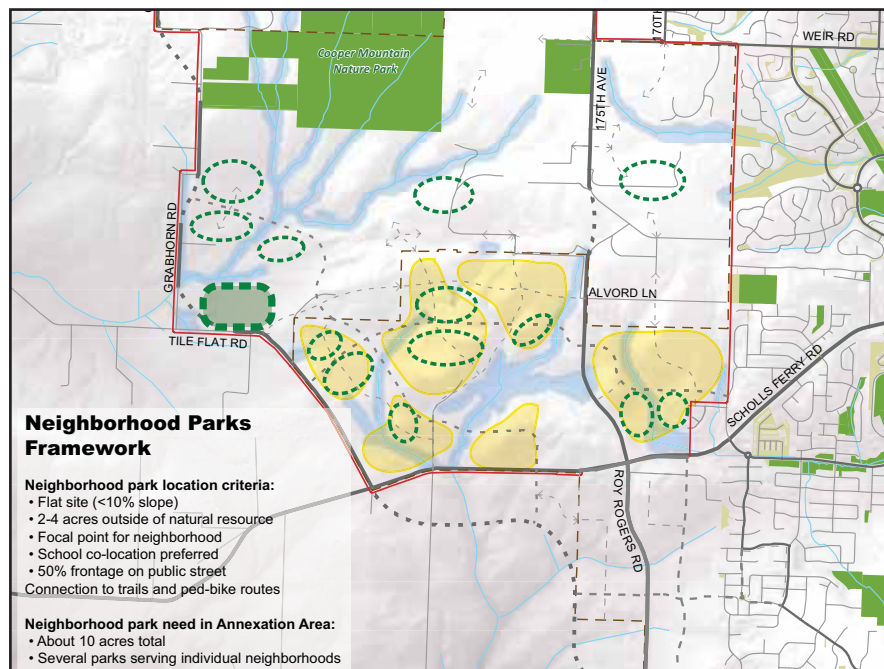 170TH
WEIR RD
Cooper Mountain
Nature Park
175TH AVE
GRABHORN RD
ALVORD LN
TILE FLAT RD
SCHOLLS FERRY RD
ROY ROGERS RD
Neighborhood Parks
Framework
Neighborhood park location criteria:
• Flat site (<10% slope)
• 2-4 acres outside of natural resource
• Focal point for neighborhood
• School co-location preferred
• 50% frontage on public street
Connection to trails and ped-bike routes
Neighborhood park need in Annexation Area:
• About 10 acres total
• Several parks serving individual neighborhoods